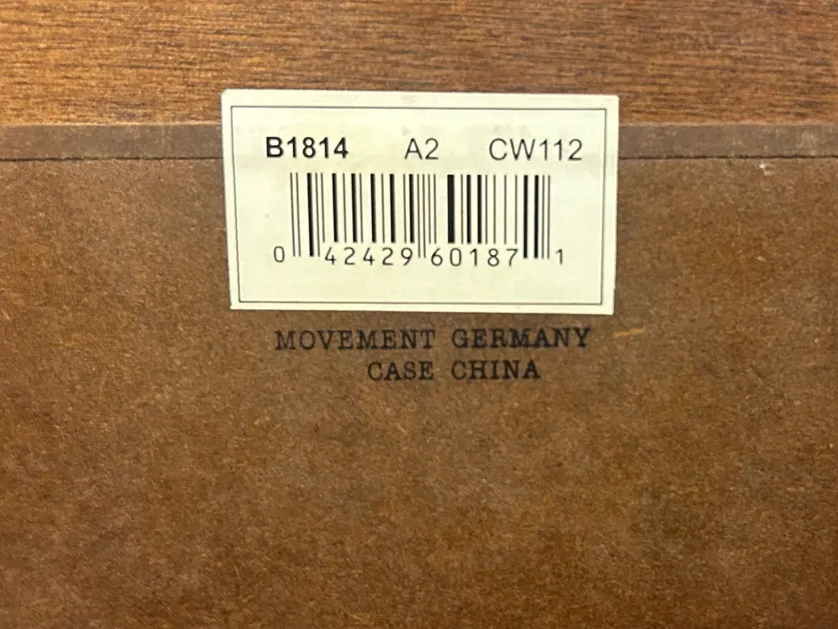 B1814 A2 CW112
0 42429 60187 1
MOVEMENT GERMANY
CASE CHINA